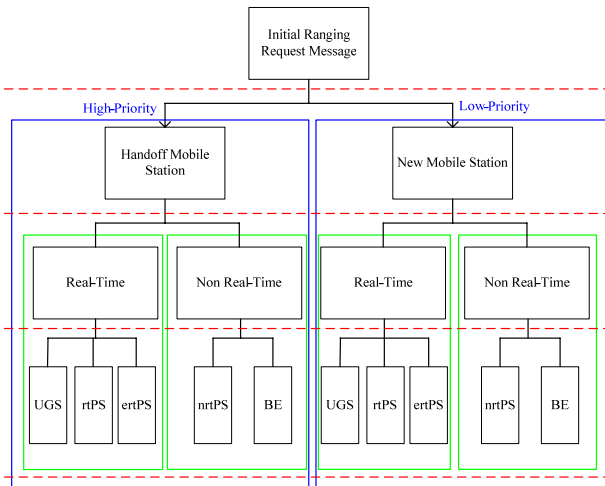 Initial Ranging
Request Message
High-Priority
Low-Priority
Handoff Mobile
Station
New Mobile Station
Real-Time
Non Real-Time
Real-Time
Non Real-Time
UGS
rtPS
ertPS
nrtPS
BE
UGS
rtPS
ertPS
nrtPS
BE